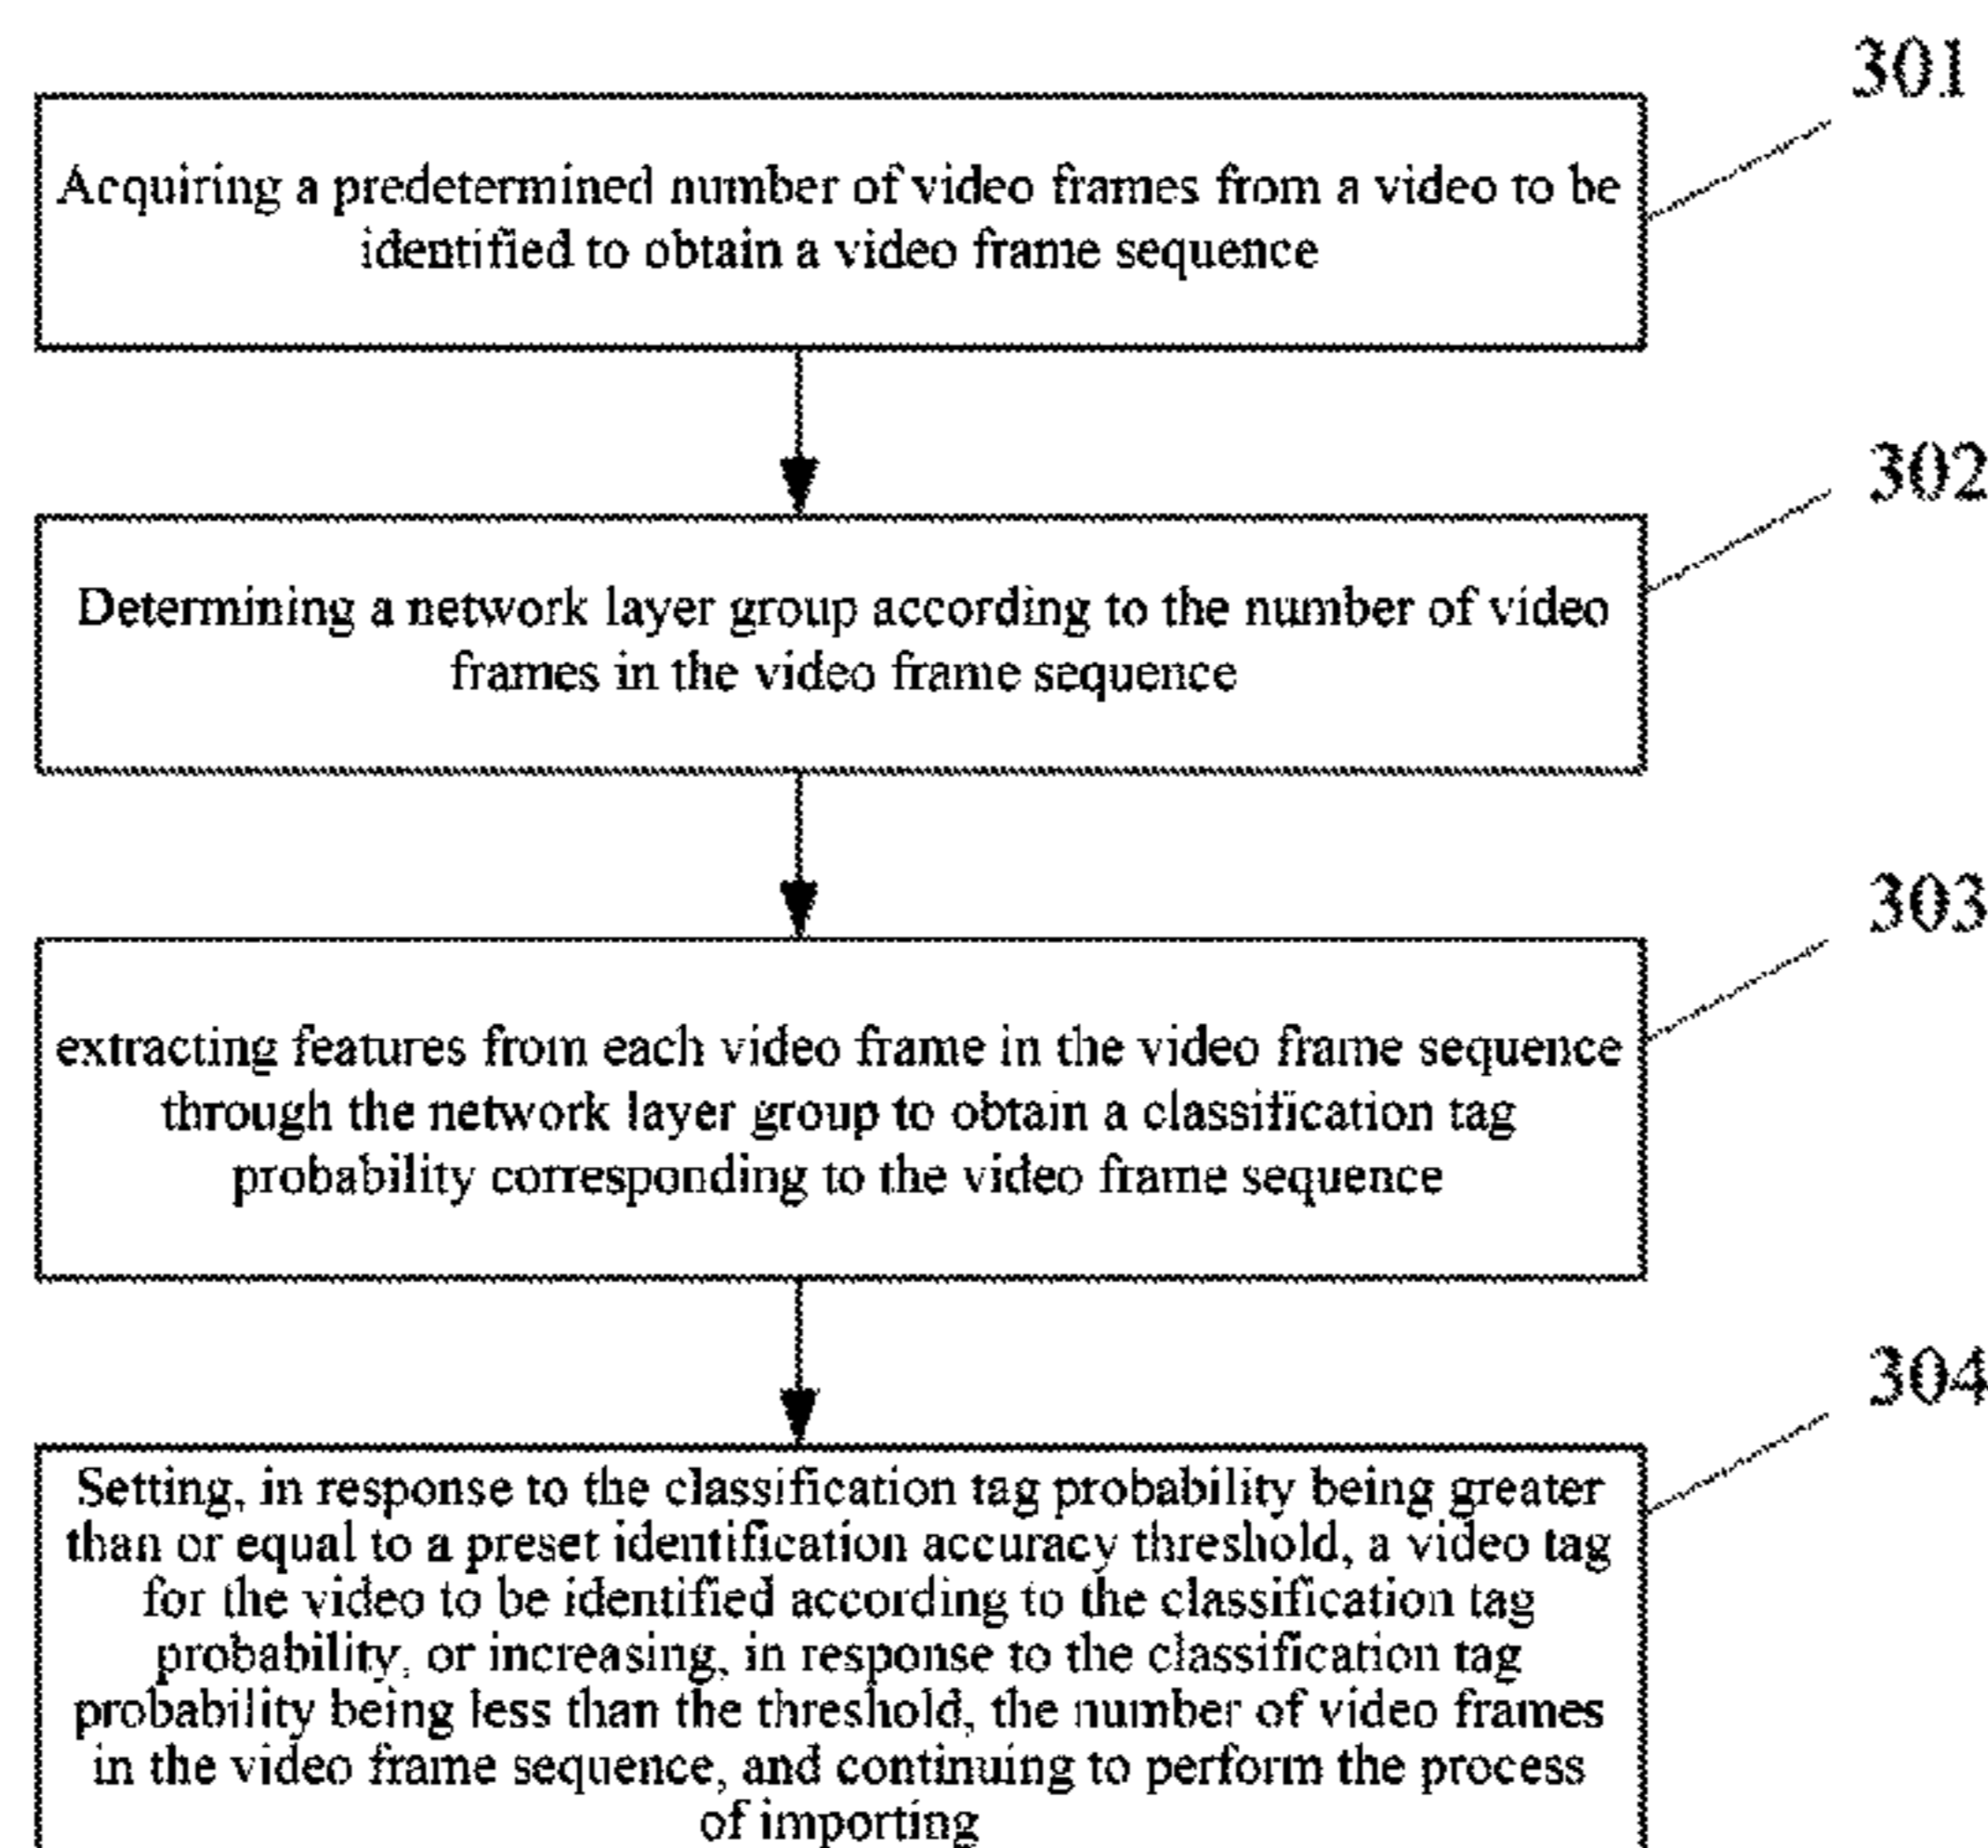 301
Acquiring a predetermined number of video frames from a video to be
identified to obtain a video frame sequence
302
Determining a network layer group according to the number of video
frames in the video frame sequence
303
extracting features from each video frame in the video frame sequence
through the network layer group to obtain a classification tag
probability corresponding to the video frame sequence
304
Setting, in response to the classification tag probability being greater
than or equal to a preset identification accuracy threshold, a video tag
for the video to be identified according to the classification tag
probability, or increasing, in response to the classification tag
probability being less than the threshold, the number of video frames
in the video frame sequence, and continuing to perform the process
of importing